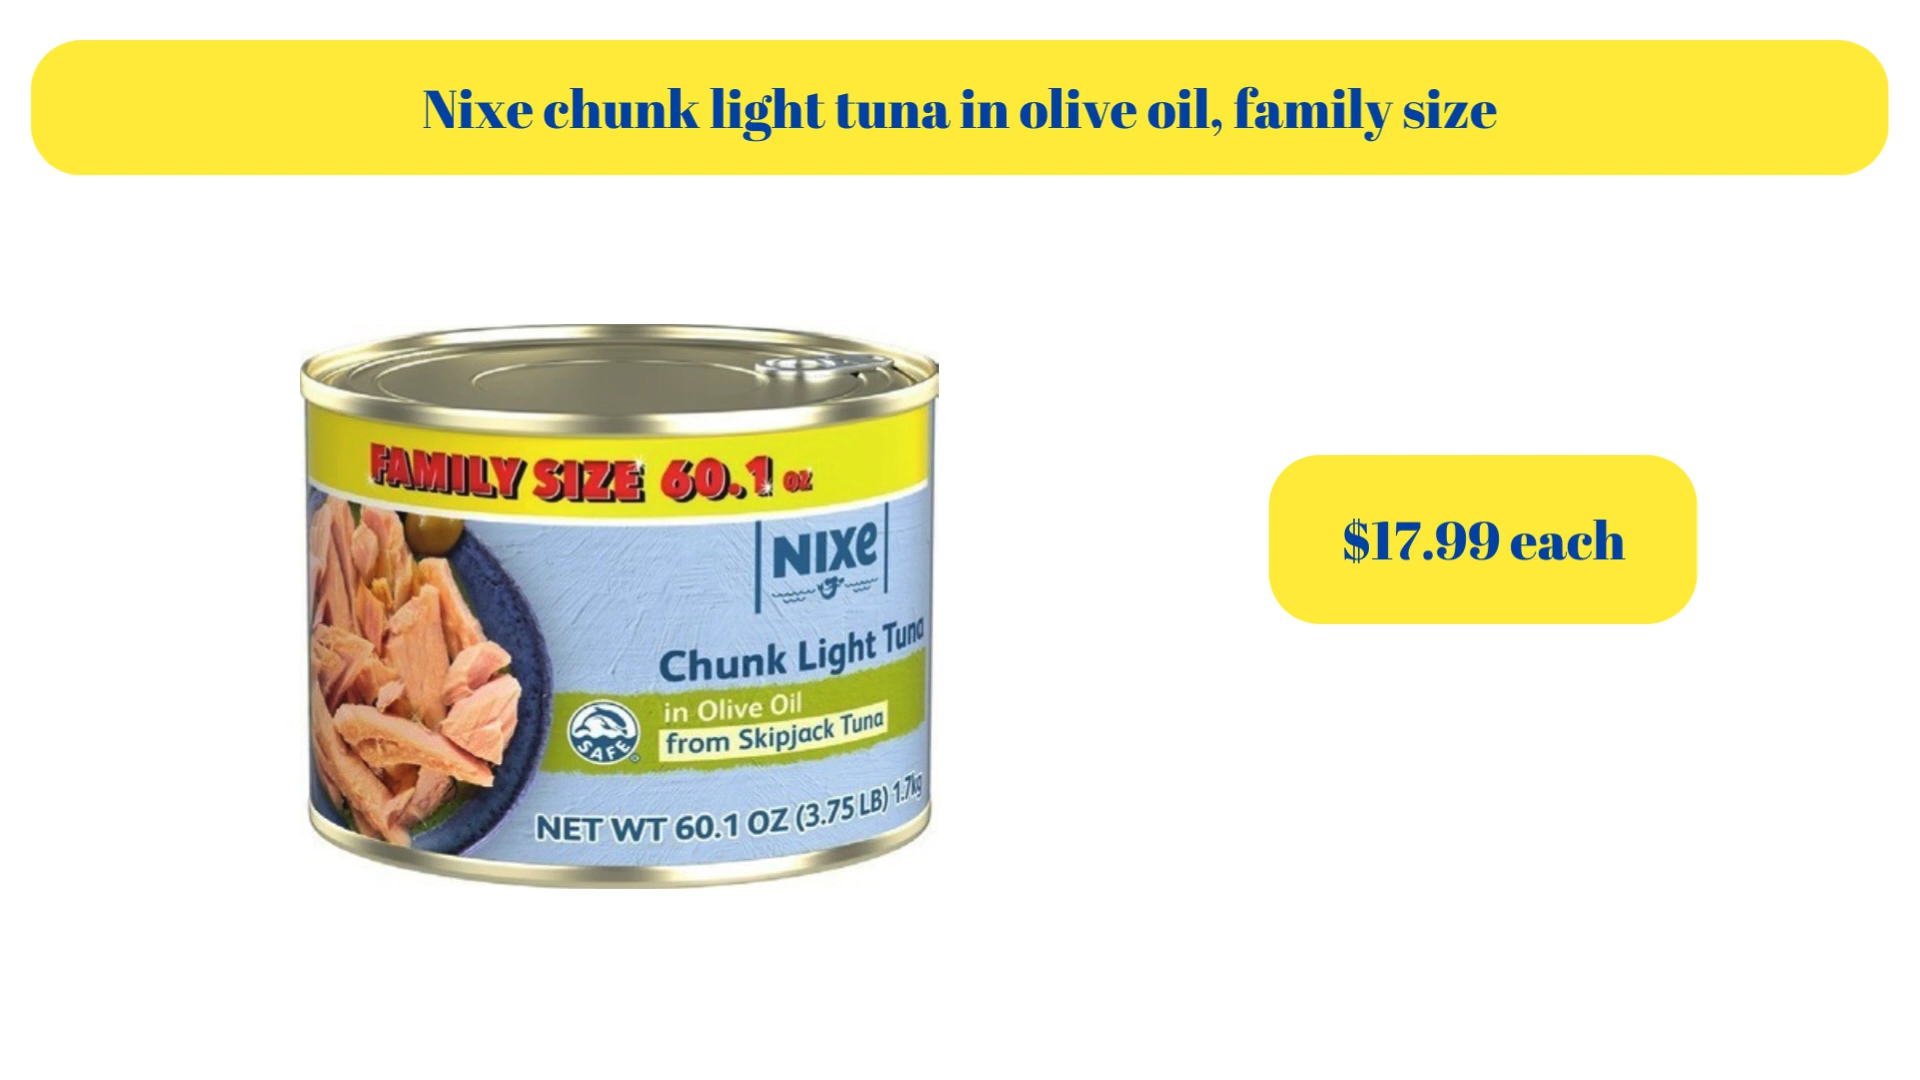 Nixe chunk light tuna in olive oil, family size
FAMILY SIZE 60.1 oz
NIXe
$17.99 each
Chunk Light Tuna
in Olive Oil
from Skipjack Tuna
SAFE
NET WT 60.1 OZ (3.75 LB) 1.7kg